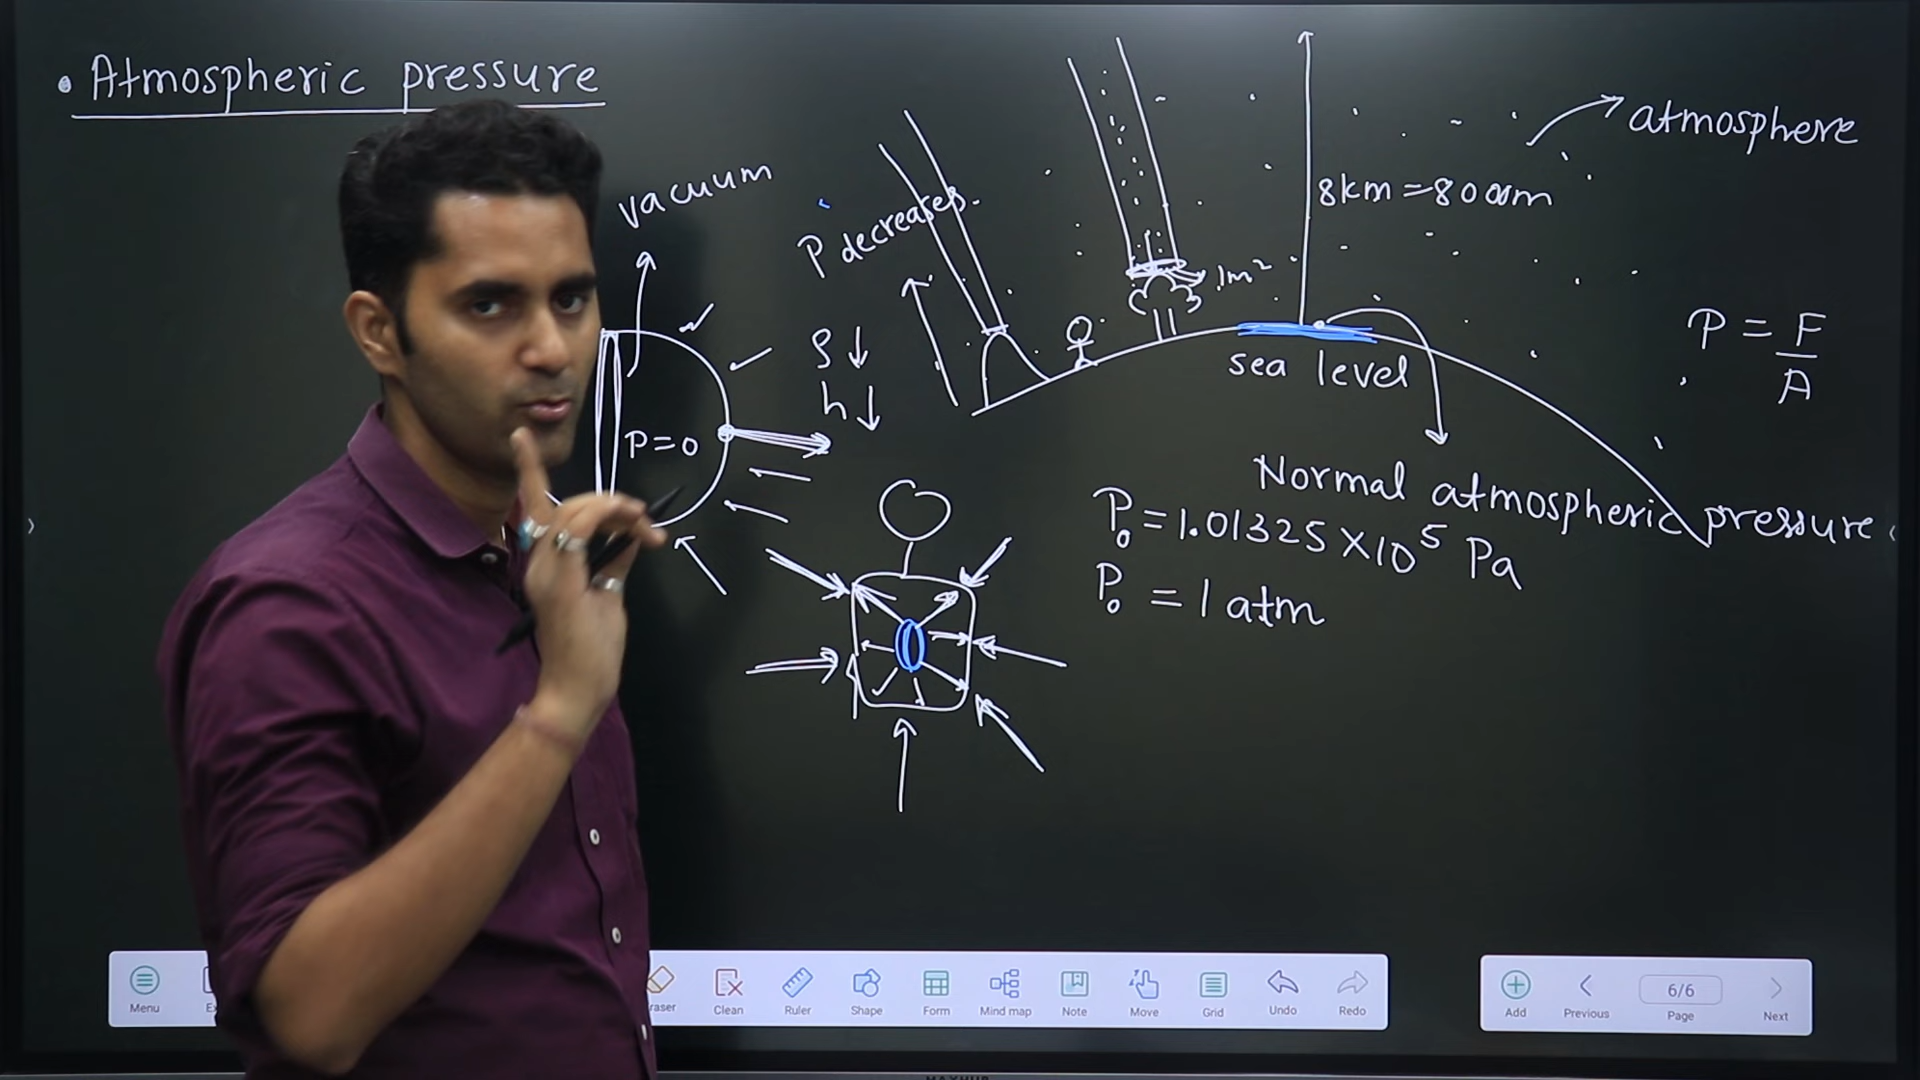 • Atmospheric pressure
vacuum
P decreases.
8km = 8000m
atmosphere
1m²
ρ↓
h↓
P=0
sea level
P = F/A
Normal atmospheric pressure
P₀ = 1.01325 × 10⁵ Pa
P₀ = 1 atm
Menu
Eraser
Clean
Ruler
Shape
Form
Mind map
Note
Move
Grid
Undo
Redo
Add
Previous
6/6
Page
Next